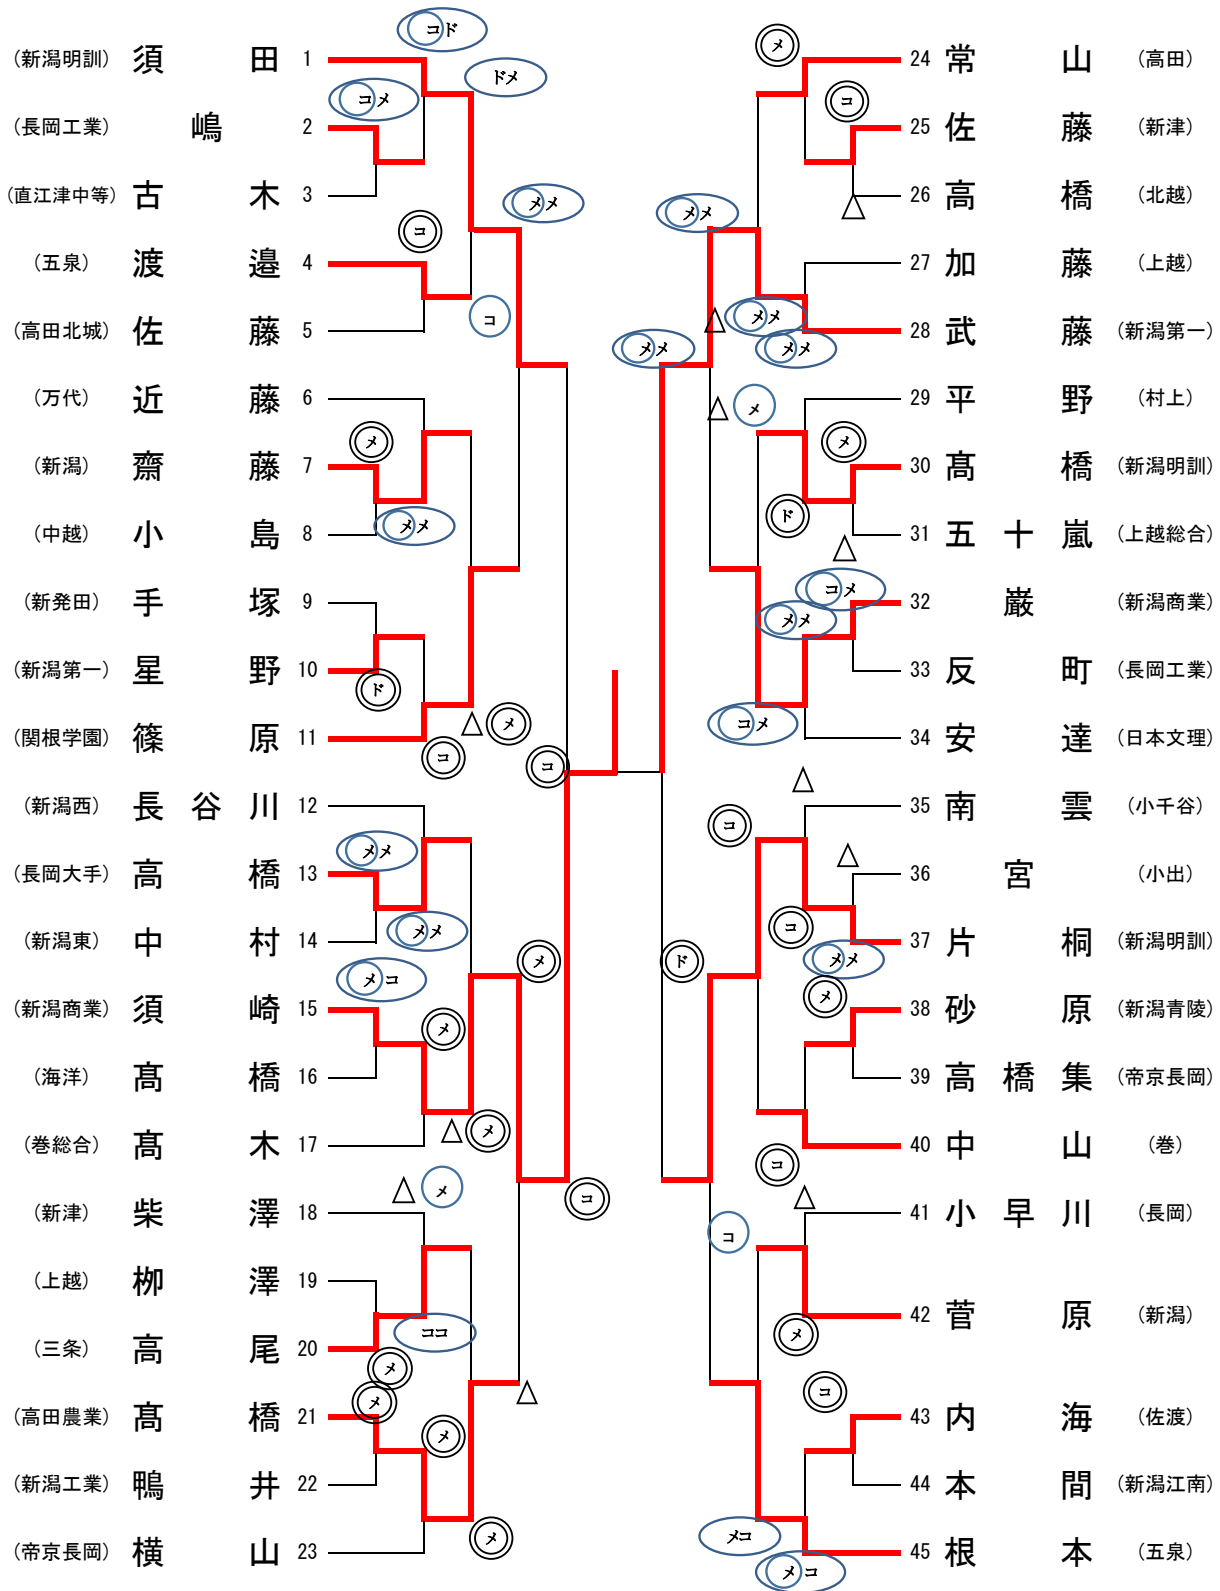 コド
(新潟明訓) 須田 1
ドメ
コメ
(長岡工業) 嶋 2
(直江津中等) 古木 3
メメ
コ
(五泉) 渡邉 4
コ
(高田北城) 佐藤 5
(万代) 近藤 6
メ
(新潟) 齋藤 7
メメ
(中越) 小島 8
(新発田) 手塚 9
(新潟第一) 星野 10
ド
(関根学園) 篠原 11
△ メ
コ
コ
(新潟西) 長谷川 12
メメ
(長岡大手) 高橋 13
メメ
(新潟東) 中村 14
メ
メコ
(新潟商業) 須崎 15
メ
(海洋) 髙橋 16
△ メ
(巻総合) 髙木 17
△ メ
コ
(新津) 柴澤 18
(上越) 栁澤 19
ココ
(三条) 高尾 20
メ
△
メ
(高田農業) 髙橋 21
メ
(新潟工業) 鴨井 22
メ
(帝京長岡) 横山 23
メ
24 常山 (高田)
コ
25 佐藤 (新津)
26 高橋 (北越)
△
メメ
27 加藤 (上越)
△ メメ
28 武藤 (新潟第一)
メメ
メメ
29 平野 (村上)
△ メ
メ
30 髙橋 (新潟明訓)
ド
31 五十嵐 (上越総合)
△
コメ
32 巌 (新潟商業)
メメ
33 反町 (長岡工業)
コメ
34 安達 (日本文理)
△
35 南雲 (小千谷)
コ
△
36 宮 (小出)
コ
37 片桐 (新潟明訓)
メメ
ド
メ
38 砂原 (新潟青陵)
39 高橋集 (帝京長岡)
40 中山 (巻)
コ
△
41 小早川 (長岡)
コ
42 菅原 (新潟)
メ
コ
43 内海 (佐渡)
44 本間 (新潟江南)
メコ
45 根本 (五泉)
メコ